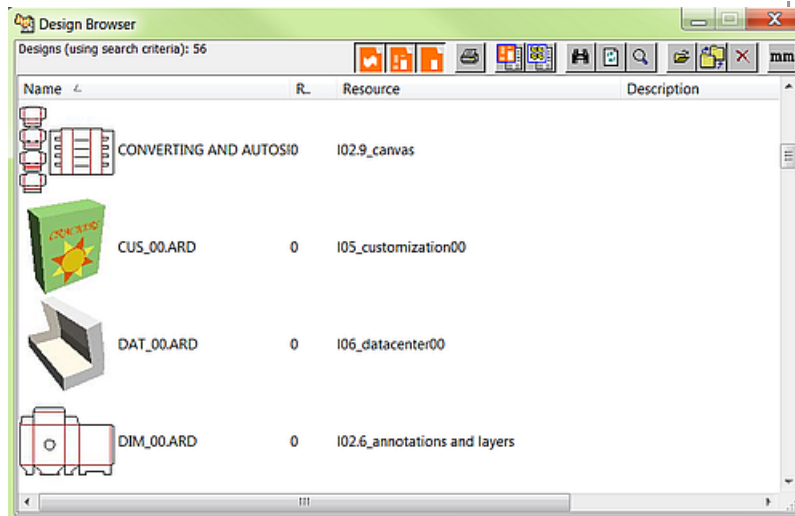 Design Browser
Designs (using search criteria): 56
mm
Name R.. Resource Description
CONVERTING AND AUTOSI0 I02.9_canvas
CRACKERS
CUS_00.ARD 0 I05_customization00
DAT_00.ARD 0 I06_datacenter00
DIM_00.ARD 0 I02.6_annotations and layers